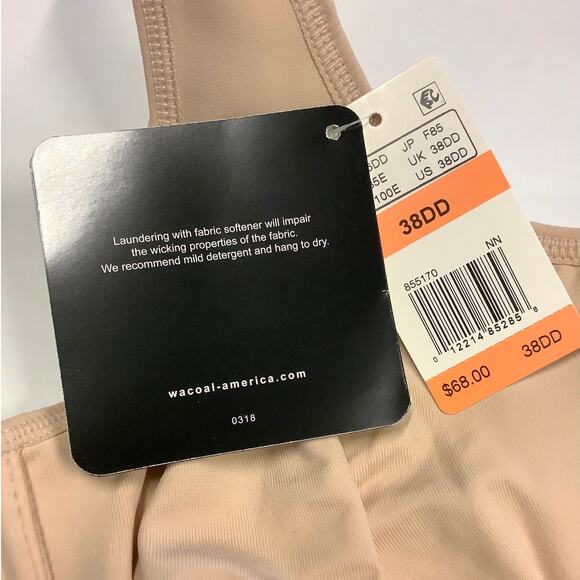 Laundering with fabric softener will impair
the wicking properties of the fabric.
We recommend mild detergent and hang to dry.
wacoal-america.com
0318
JP F85
UK 38DD
100E US 38DD
38DD
855170 NN
0 12214 85285 8
$68.00 38DD